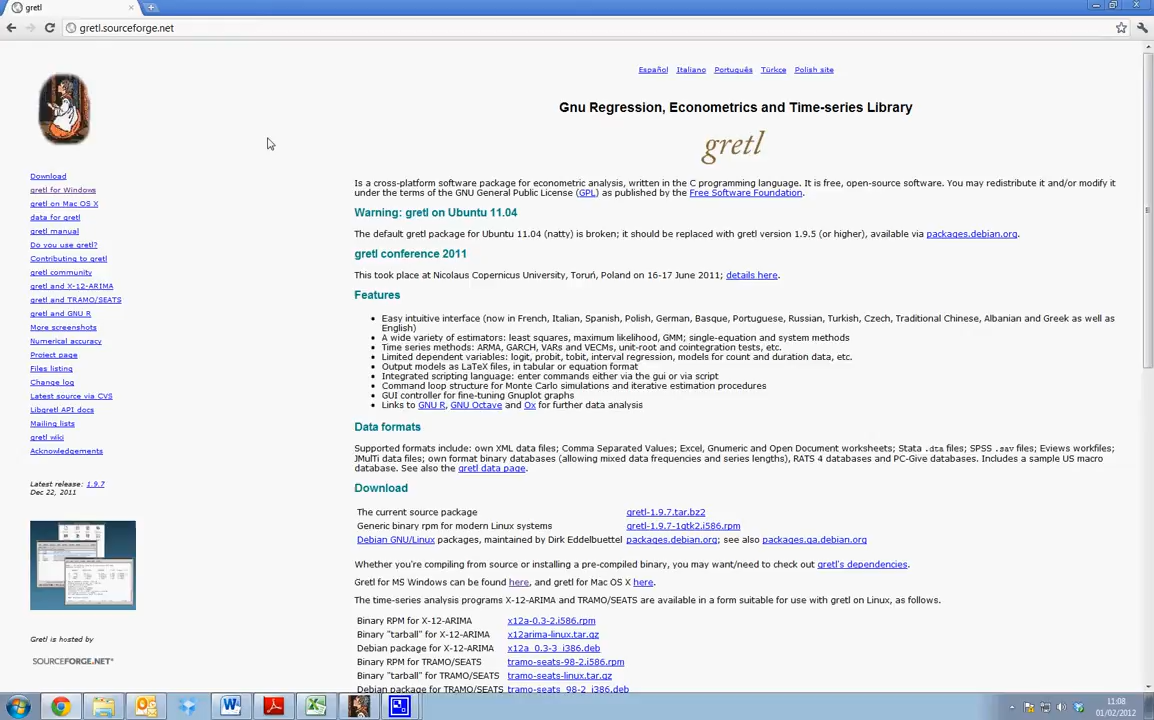 gretl
gretl.sourceforge.net
Español Italiano Português Türkce Polish site
Gnu Regression, Econometrics and Time-series Library
gretl
Download
gretl for Windows
gretl on Mac OS X
data for gretl
gretl manual
Do you use gretl?
Contributing to gretl
gretl community
gretl and X-12-ARIMA
gretl and TRAMO/SEATS
gretl and GNU R
More screenshots
Numerical accuracy
Project page
Files listing
Change log
Latest source via CVS
Libgretl API docs
Mailing lists
gretl wiki
Acknowledgements
Latest release: 1.9.7
Dec 22, 2011
Gretl is hosted by
SOURCEFORGE.NET®
Is a cross-platform software package for econometric analysis, written in the C programming language. It is free, open-source software. You may redistribute it and/or modify it
under the terms of the GNU General Public License (GPL) as published by the Free Software Foundation.
Warning: gretl on Ubuntu 11.04
The default gretl package for Ubuntu 11.04 (natty) is broken; it should be replaced with gretl version 1.9.5 (or higher), available via packages.debian.org.
gretl conference 2011
This took place at Nicolaus Copernicus University, Toruń, Poland on 16-17 June 2011; details here.
Features
Easy intuitive interface (now in French, Italian, Spanish, Polish, German, Basque, Portuguese, Russian, Turkish, Czech, Traditional Chinese, Albanian and Greek as well as
English)
A wide variety of estimators: least squares, maximum likelihood, GMM; single-equation and system methods
Time series methods: ARMA, GARCH, VARs and VECMs, unit-root and cointegration tests, etc.
Limited dependent variables: logit, probit, tobit, interval regression, models for count and duration data, etc.
Output models as LaTeX files, in tabular or equation format
Integrated scripting language: enter commands either via the gui or via script
Command loop structure for Monte Carlo simulations and iterative estimation procedures
GUI controller for fine-tuning Gnuplot graphs
Links to GNU R, GNU Octave and Ox for further data analysis
Data formats
Supported formats include: own XML data files; Comma Separated Values; Excel, Gnumeric and Open Document worksheets; Stata .dta files; SPSS .sav files; Eviews workfiles;
JMulTi data files; own format binary databases (allowing mixed data frequencies and series lengths), RATS 4 databases and PC-Give databases. Includes a sample US macro
database. See also the gretl data page.
Download
The current source package gretl-1.9.7.tar.bz2
Generic binary rpm for modern Linux systems gretl-1.9.7-1gtk2.i586.rpm
Debian GNU/Linux packages, maintained by Dirk Eddelbuettel packages.debian.org; see also packages.qa.debian.org
Whether you're compiling from source or installing a pre-compiled binary, you may want/need to check out gretl's dependencies.
Gretl for MS Windows can be found here, and gretl for Mac OS X here.
The time-series analysis programs X-12-ARIMA and TRAMO/SEATS are available in a form suitable for use with gretl on Linux, as follows.
Binary RPM for X-12-ARIMA x12a-0.3-2.i586.rpm
Binary "tarball" for X-12-ARIMA x12arima-linux.tar.gz
Debian package for X-12-ARIMA x12a_0.3-3_i386.deb
Binary RPM for TRAMO/SEATS tramo-seats-98-2.i586.rpm
Binary "tarball" for TRAMO/SEATS tramo-seats-linux.tar.gz
Debian package for TRAMO/SEATS tramo-seats_98-2_i386.deb
11:08
01/02/2012